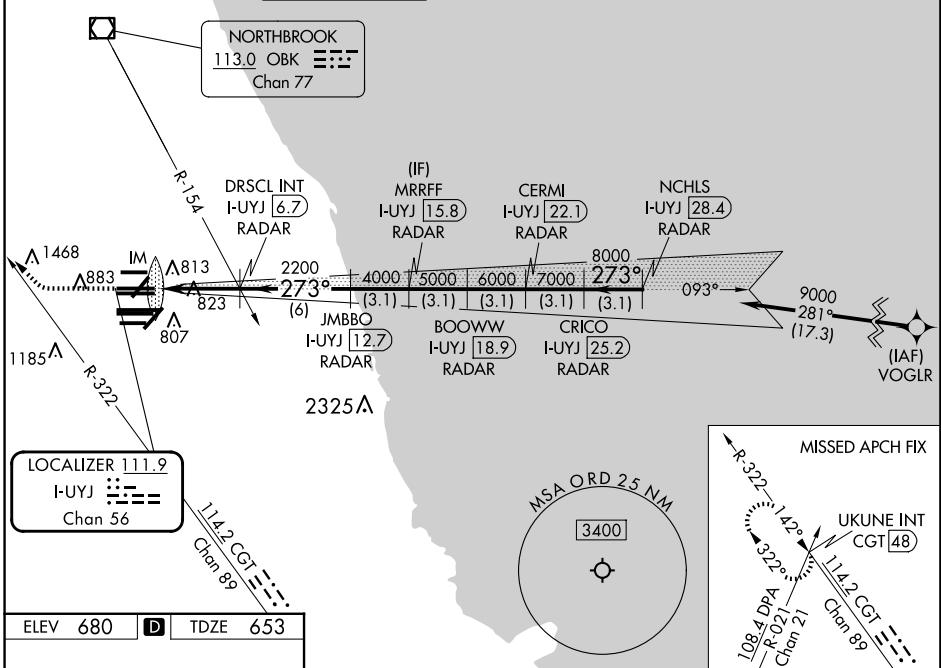 NORTHBROOK
113.0 OBK
Chan 77
R-154
DRSCL INT
I-UYJ 6.7
RADAR
(IF)
MRRFF
I-UYJ 15.8
RADAR
CERMI
I-UYJ 22.1
RADAR
NCHLS
I-UYJ 28.4
RADAR
1468
883
IM
813
823
807
1185
2200
273°
(6)
4000
(3.1)
5000
(3.1)
6000
(3.1)
7000
(3.1)
8000
273°
(3.1)
093°
9000
281°
(17.3)
(IAF)
VOGLR
JMBBO
I-UYJ 12.7
RADAR
BOOWW
I-UYJ 18.9
RADAR
CRICO
I-UYJ 25.2
RADAR
2325
R-322
LOCALIZER 111.9
I-UYJ
Chan 56
114.2 CGT
Chan 89
MSA ORD 25 NM
3400
MISSED APCH FIX
R-322
142°
322°
UKUNE INT
CGT 48
108.4 DPA
R-021
Chan 21
114.2 CGT
Chan 89
ELEV 680 D TDZE 653